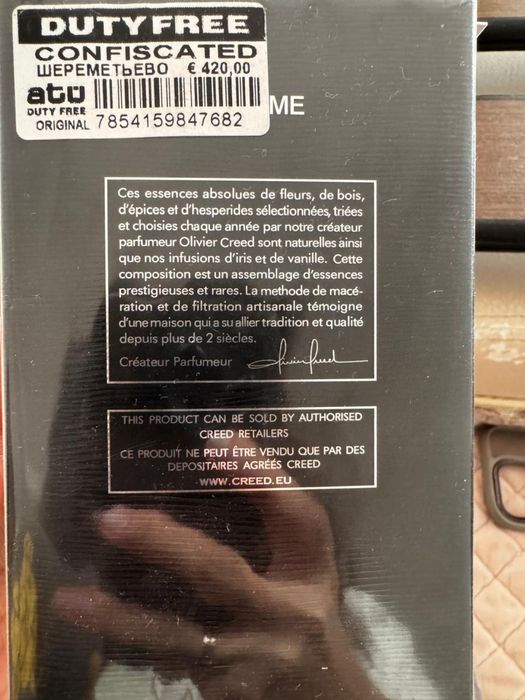 DUTY FREE
CONFISCATED
ШЕРЕМЕТЬЕВО € 420,00
atü
DUTY FREE
ORIGINAL 7854159847682
ME
Ces essences absolues de fleurs, de bois,
d'épices et d'hesperides sélectionnées, triées
et choisies chaque année par notre créateur
parfumeur Olivier Creed sont naturelles ainsi
que nos infusions d'iris et de vanille. Cette
composition est un assemblage d'essences
prestigieuses et rares. La methode de macé-
ration et de filtration artisanale témoigne
d'une maison qui a su allier tradition et qualité
depuis plus de 2 siècles.
Créateur Parfumeur
THIS PRODUCT CAN BE SOLD BY AUTHORISED
CREED RETAILERS
CE PRODUIT NE PEUT ÊTRE VENDU QUE PAR DES
DEPOSITAIRES AGRÉÉS CREED
WWW.CREED.EU